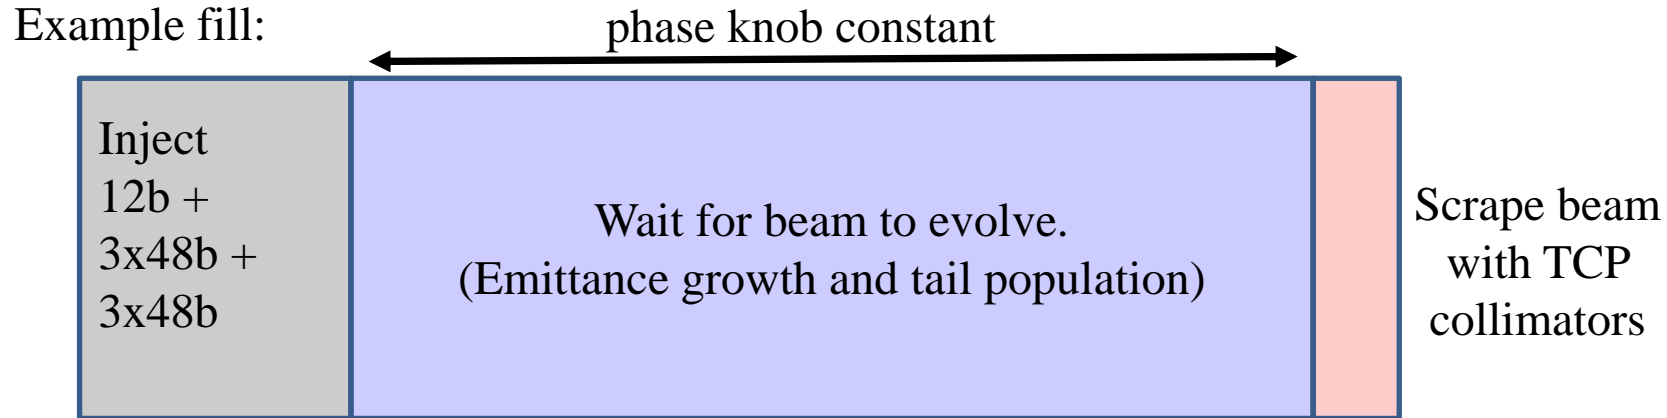 Example fill:
phase knob constant
Inject
12b +
3x48b +
3x48b
Wait for beam to evolve.
(Emittance growth and tail population)
Scrape beam
with TCP
collimators